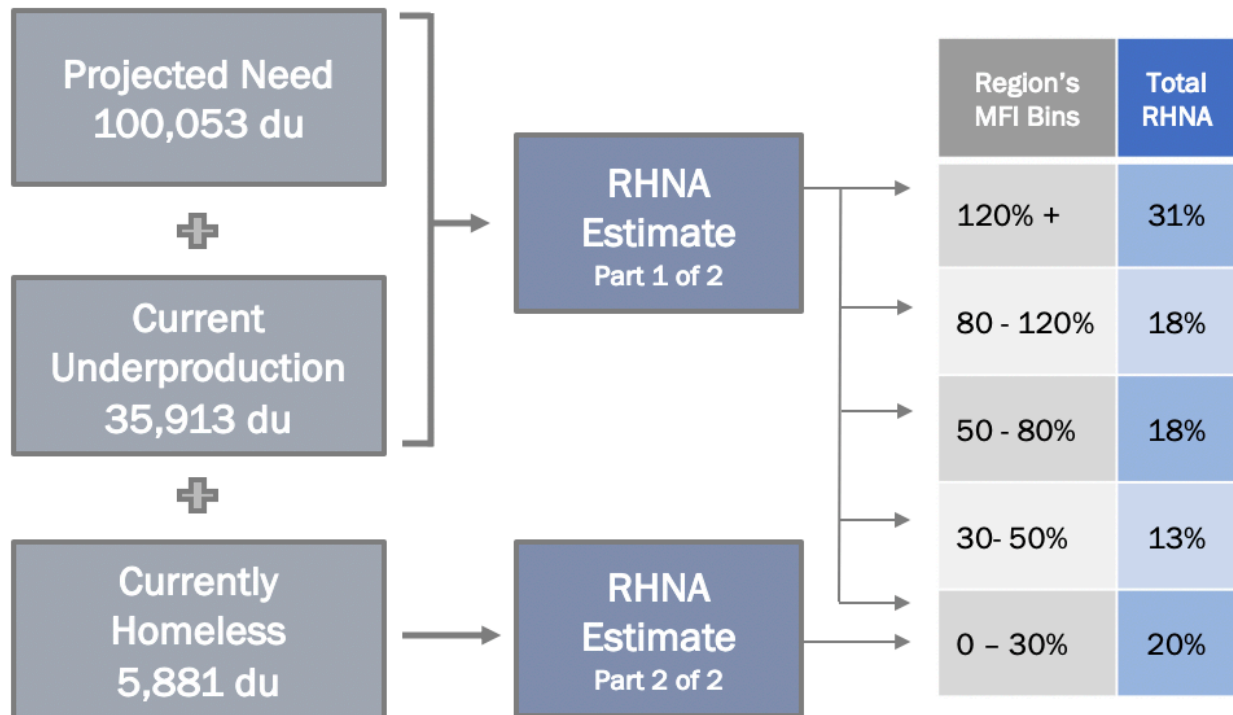 Projected Need
100,053 du
Current
Underproduction
35,913 du
Currently
Homeless
5,881 du
RHNA
Estimate
Part 1 of 2
RHNA
Estimate
Part 2 of 2
Region's
MFI Bins
Total
RHNA
120% +
31%
80 - 120%
18%
50 - 80%
18%
30- 50%
13%
0 – 30%
20%